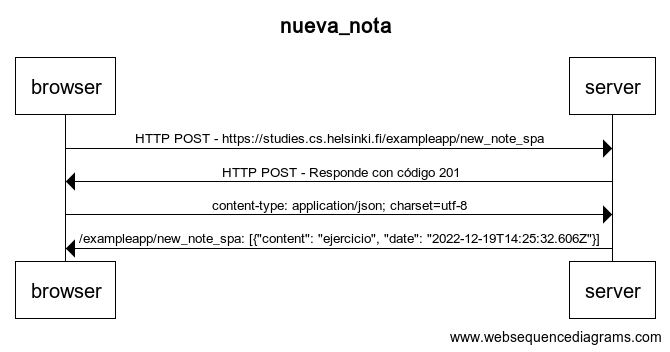 nueva_nota
browser
server
HTTP POST - https://studies.cs.helsinki.fi/exampleapp/new_note_spa
HTTP POST - Responde con código 201
content-type: application/json; charset=utf-8
/exampleapp/new_note_spa: [{"content": "ejercicio", "date": "2022-12-19T14:25:32.606Z"}]
browser
server
www.websequencediagrams.com